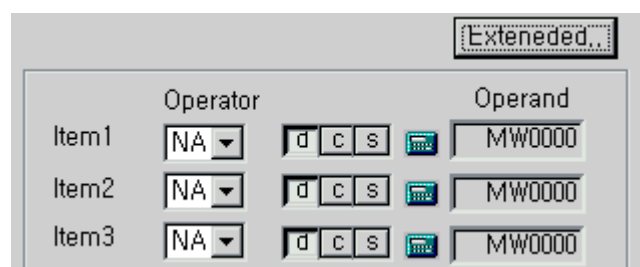 Exteneded,,
Operator Operand
Item1 NA d c s MW0000
Item2 NA d c s MW0000
Item3 NA d c s MW0000